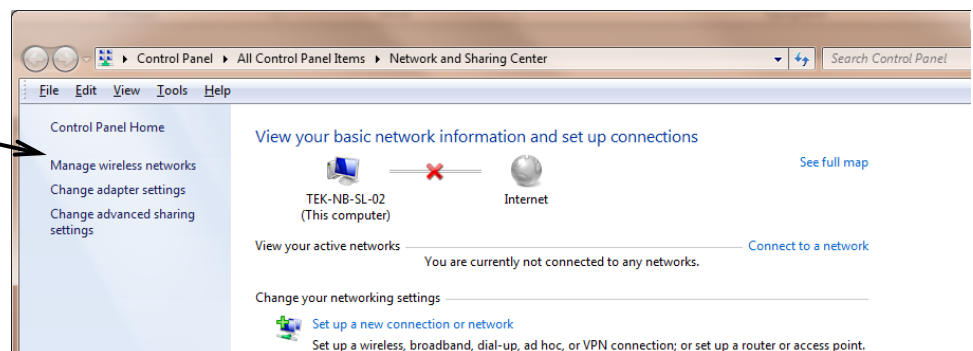 Control Panel ▸ All Control Panel Items ▸ Network and Sharing Center
Search Control Panel
File Edit View Tools Help
Control Panel Home
Manage wireless networks
Change adapter settings
Change advanced sharing
settings
View your basic network information and set up connections
See full map
TEK-NB-SL-02
(This computer)
Internet
View your active networks
Connect to a network
You are currently not connected to any networks.
Change your networking settings
Set up a new connection or network
Set up a wireless, broadband, dial-up, ad hoc, or VPN connection; or set up a router or access point.